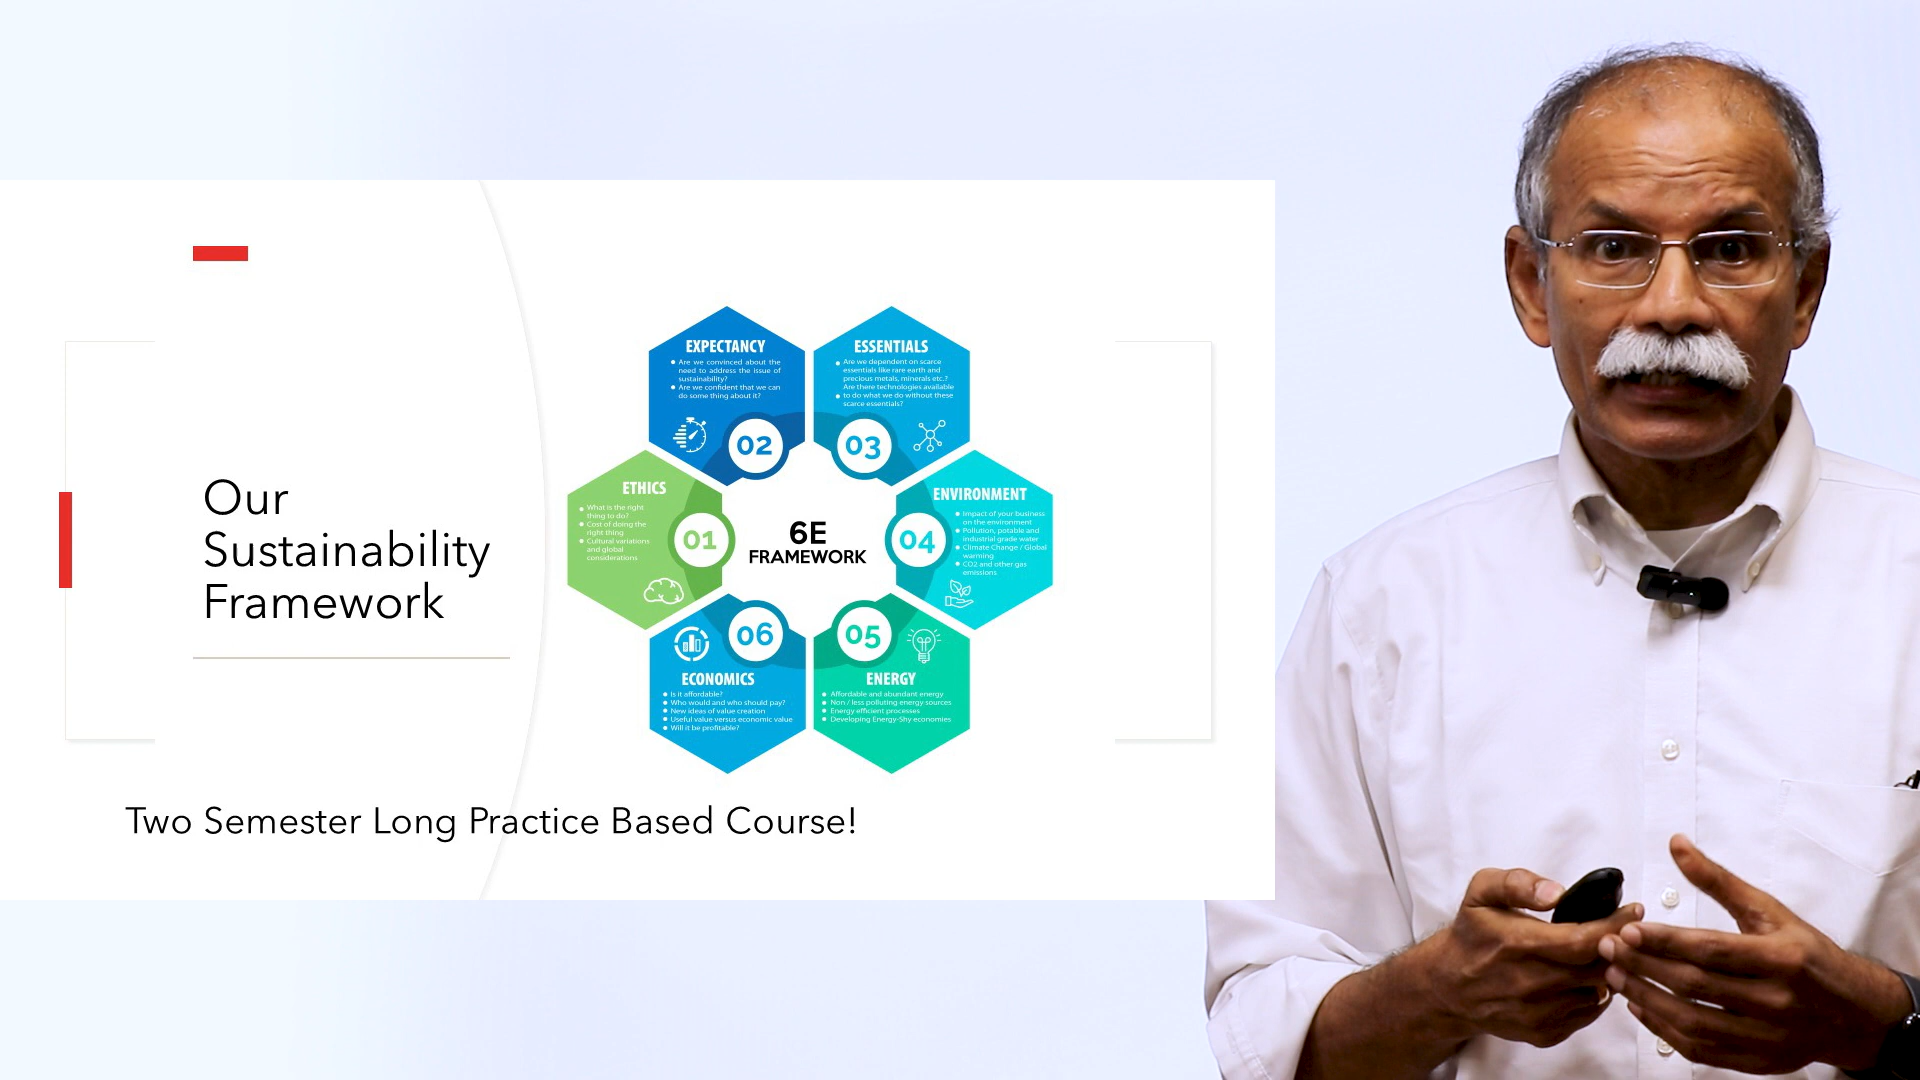 Our
Sustainability
Framework
EXPECTANCY
Are we convinced about the
need to address the issue of
sustainability?
Are we confident that we can
do some thing about it?
02
ESSENTIALS
Are we dependent on scarce
essentials like rare earth and
precious metals, minerals etc.?
Are there technologies available
to do what we do without these
scarce essentials?
03
ETHICS
What is the right
thing to do?
Cost of doing the
right thing
Cultural variations
and global
considerations
01
6E
FRAMEWORK
ENVIRONMENT
Impact of your business
on the environment
Pollution, potable and
industrial grade water
Climate Change / Global
warming
CO2 and other gas
emissions
04
06
ECONOMICS
Is it affordable?
Who would and who should pay?
New ideas of value creation
Useful value versus economic value
Will it be profitable?
05
ENERGY
Affordable and abundant energy
Non / less polluting energy sources
Energy efficient processes
Developing Energy-Shy economies
Two Semester Long Practice Based Course!